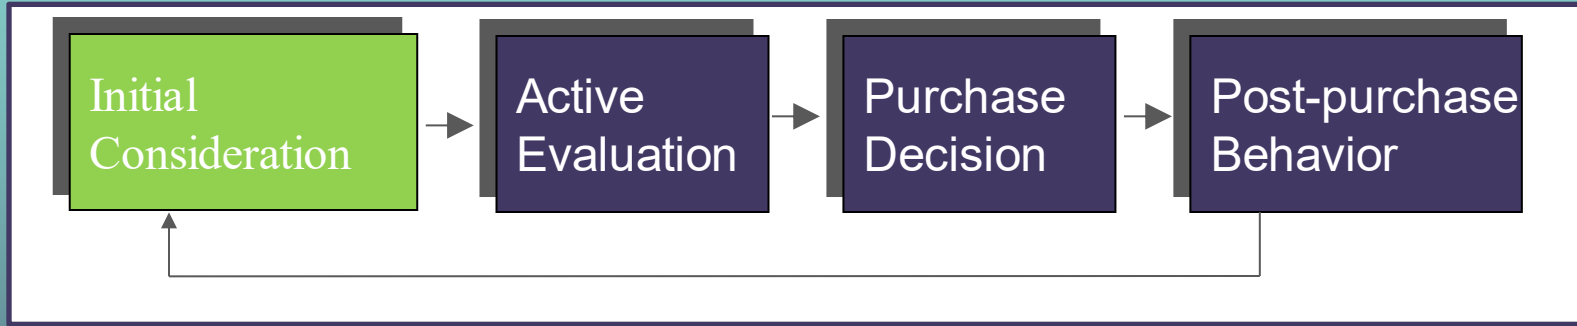 Initial
Consideration
Active
Evaluation
Purchase
Decision
Post-purchase
Behavior